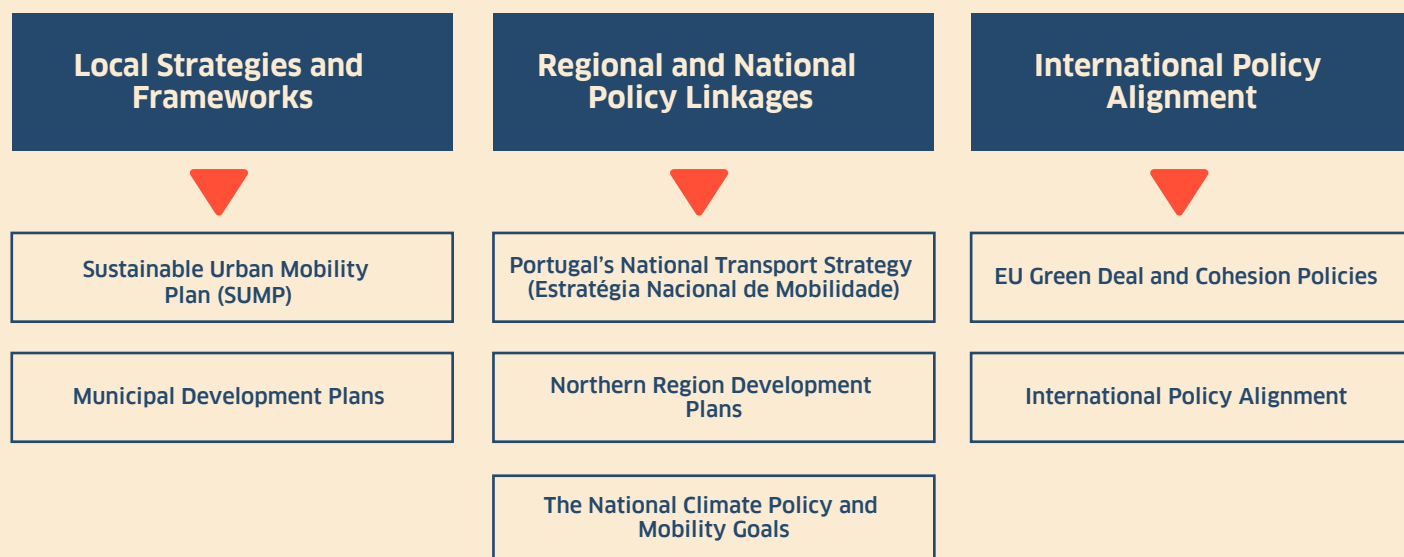 Local Strategies and
Frameworks
Sustainable Urban Mobility
Plan (SUMP)
Municipal Development Plans
Regional and National
Policy Linkages
Portugal's National Transport Strategy
(Estratégia Nacional de Mobilidade)
Northern Region Development
Plans
The National Climate Policy and
Mobility Goals
International Policy
Alignment
EU Green Deal and Cohesion Policies
International Policy Alignment